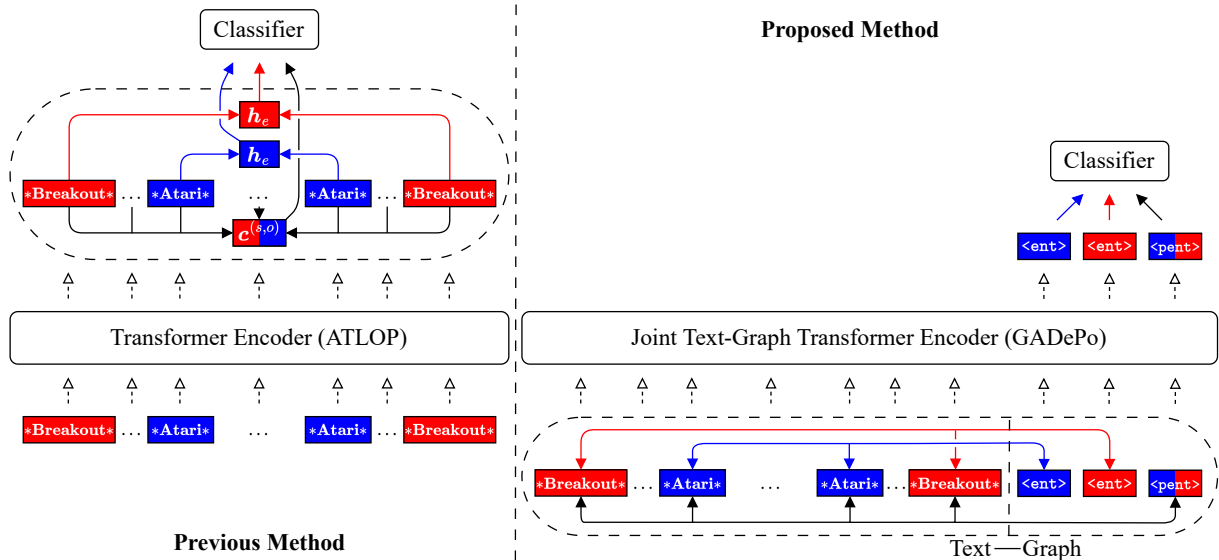 Classifier
h_e
h_e
*Breakout* ... *Atari* ... *Atari* ... *Breakout*
c^(s,o)
Transformer Encoder (ATLOP)
*Breakout* ... *Atari* ... *Atari* ... *Breakout*
Previous Method
Proposed Method
Classifier
<ent> <ent> <pent>
Joint Text-Graph Transformer Encoder (GADePo)
*Breakout* ... *Atari* ... *Atari* ... *Breakout* <ent> <ent> <pent>
Text — Graph